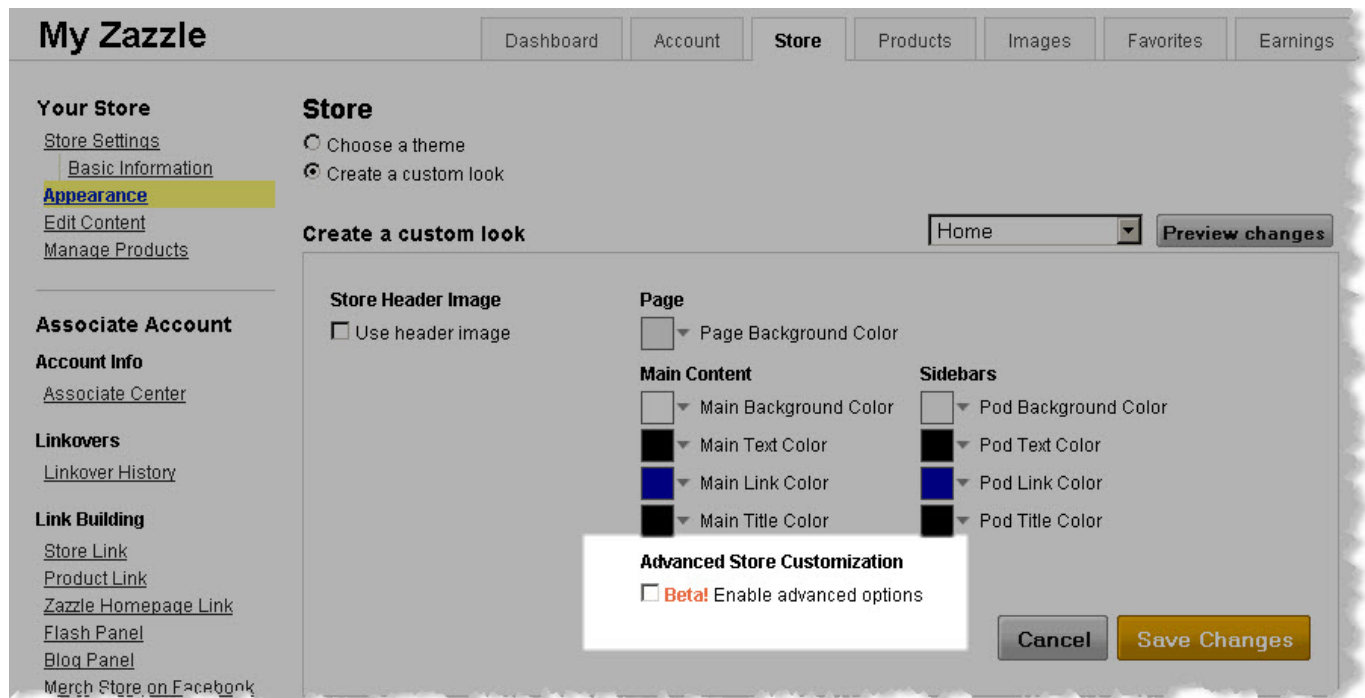 My Zazzle
Dashboard
Account
Store
Products
Images
Favorites
Earnings
Your Store
Store Settings
Basic Information
Appearance
Edit Content
Manage Products
Associate Account
Account Info
Associate Center
Linkovers
Linkover History
Link Building
Store Link
Product Link
Zazzle Homepage Link
Flash Panel
Blog Panel
Merch Store on Facebook
Store
Choose a theme
Create a custom look
Create a custom look
Home
Preview changes
Store Header Image
Use header image
Page
Page Background Color
Main Content
Main Background Color
Main Text Color
Main Link Color
Main Title Color
Sidebars
Pod Background Color
Pod Text Color
Pod Link Color
Pod Title Color
Advanced Store Customization
Beta! Enable advanced options
Cancel
Save Changes